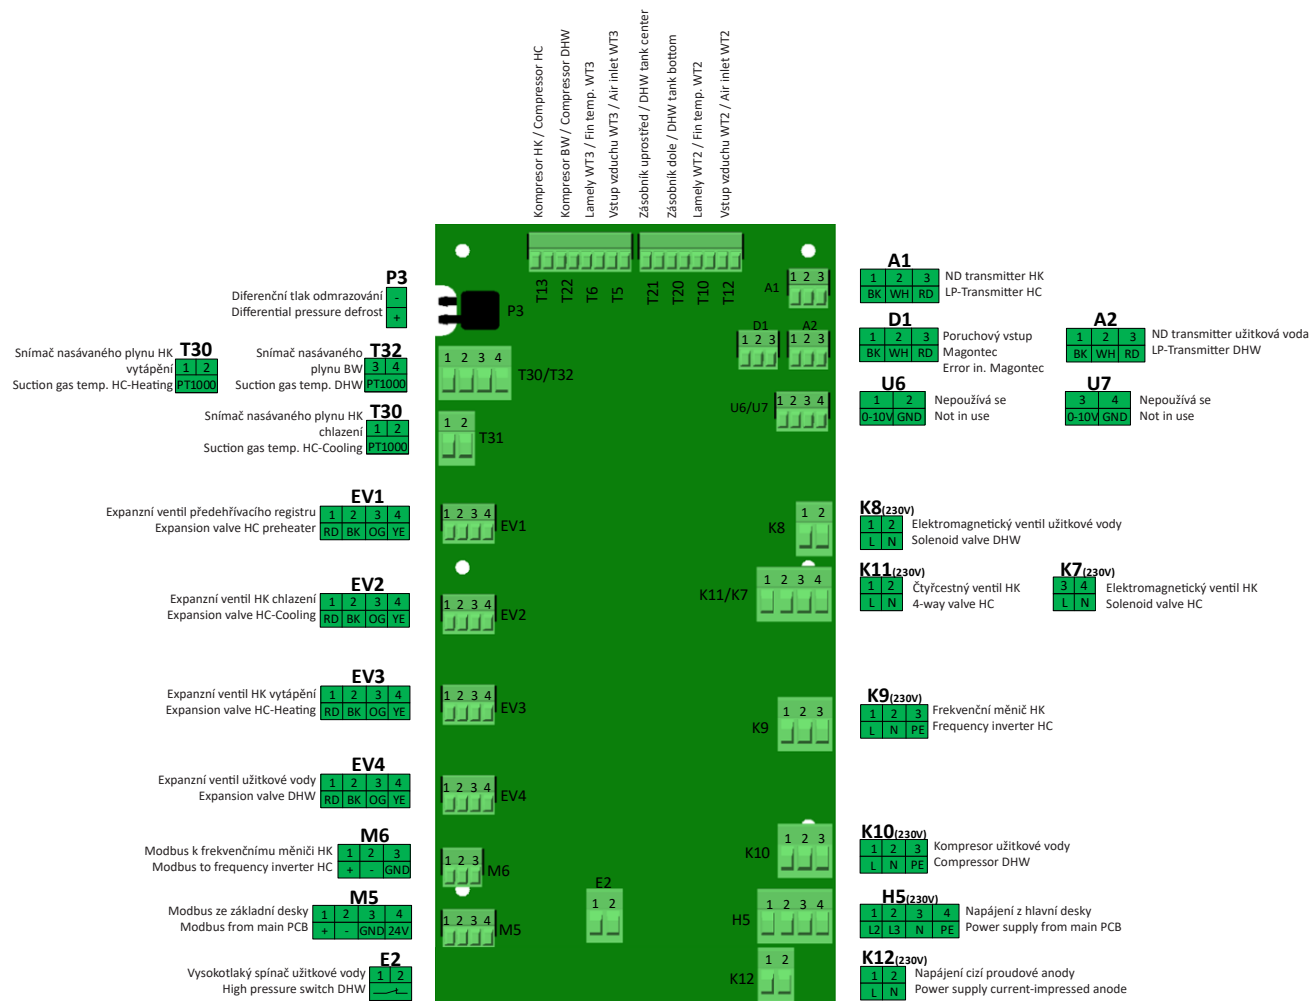 Kompresor HK / Compressor HC
Kompresor BW / Compressor DHW
Lamely WT3 / Fin temp. WT3
Vstup vzduchu WT3 / Air inlet WT3
Zásobník uprostřed / DHW tank center
Zásobník dole / DHW tank bottom
Lamely WT2 / Fin temp. WT2
Vstup vzduchu WT2 / Air inlet WT2
T13
T22
T6
T5
T21
T20
T10
T12
P3
Diferenční tlak odmrazování
Differential pressure defrost
-
+
T30
Snímač nasávaného plynu HK
vytápění
Suction gas temp. HC-Heating
1 2
PT1000
T32
Snímač nasávaného
plynu BW
Suction gas temp. DHW
3 4
PT1000
T30
Snímač nasávaného plynu HK
chlazení
Suction gas temp. HC-Cooling
1 2
PT1000
EV1
Expanzní ventil předehřívacího registru
Expansion valve HC preheater
1 2 3 4
RD BK OG YE
EV2
Expanzní ventil HK chlazení
Expansion valve HC-Cooling
1 2 3 4
RD BK OG YE
EV3
Expanzní ventil HK vytápění
Expansion valve HC-Heating
1 2 3 4
RD BK OG YE
EV4
Expanzní ventil užitkové vody
Expansion valve DHW
1 2 3 4
RD BK OG YE
M6
Modbus k frekvenčnímu měniči HK
Modbus to frequency inverter HC
1 2 3
+ - GND
M5
Modbus ze základní desky
Modbus from main PCB
1 2 3 4
+ - GND 24V
E2
Vysokotlaký spínač užitkové vody
High pressure switch DHW
1 2
P3
1 2 3 4
T30/T32
1 2
T31
1 2 3 4
EV1
1 2 3 4
EV2
1 2 3 4
EV3
1 2 3 4
EV4
1 2 3
M6
1 2 3 4
M5
E2
1 2
1 2 3
A1
D1
1 2 3
A2
1 2 3
1 2 3 4
U6/U7
1 2
K8
1 2 3 4
K11/K7
1 2 3
K9
1 2 3
K10
1 2 3 4
H5
1 2
K12
A1
1 2 3
BK WH RD
ND transmitter HK
LP-Transmitter HC
D1
1 2 3
BK WH RD
Poruchový vstup
Magontec
Error in. Magontec
A2
1 2 3
BK WH RD
ND transmitter užitková voda
LP-Transmitter DHW
U6
1 2
0-10V GND
Nepoužívá se
Not in use
U7
3 4
0-10V GND
Nepoužívá se
Not in use
K8(230V)
1 2
L N
Elektromagnetický ventil užitkové vody
Solenoid valve DHW
K11(230V)
1 2
L N
Čtyřcestný ventil HK
4-way valve HC
K7(230V)
3 4
L N
Elektromagnetický ventil HK
Solenoid valve HC
K9(230V)
1 2 3
L N PE
Frekvenční měnič HK
Frequency inverter HC
K10(230V)
1 2 3
L N PE
Kompresor užitkové vody
Compressor DHW
H5(230V)
1 2 3 4
L2 L3 N PE
Napájení z hlavní desky
Power supply from main PCB
K12(230V)
1 2
L N
Napájení cizí proudové anody
Power supply current-impressed anode